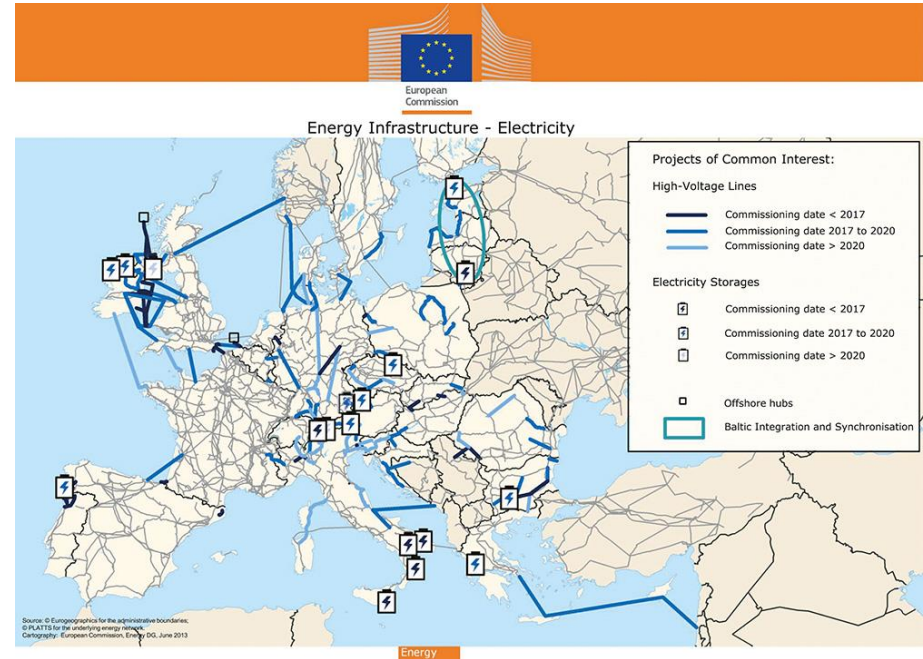 European
Commission
Energy Infrastructure - Electricity
Projects of Common Interest:
High-Voltage Lines
Commissioning date < 2017
Commissioning date 2017 to 2020
Commissioning date > 2020
Electricity Storages
Commissioning date < 2017
Commissioning date 2017 to 2020
Commissioning date > 2020
Offshore hubs
Baltic Integration and Synchronisation
Source: © Eurogeographics for the administrative boundaries;
© PLATTS for the underlying energy network.
Cartography: European Commission, Energy DG, June 2013
Energy